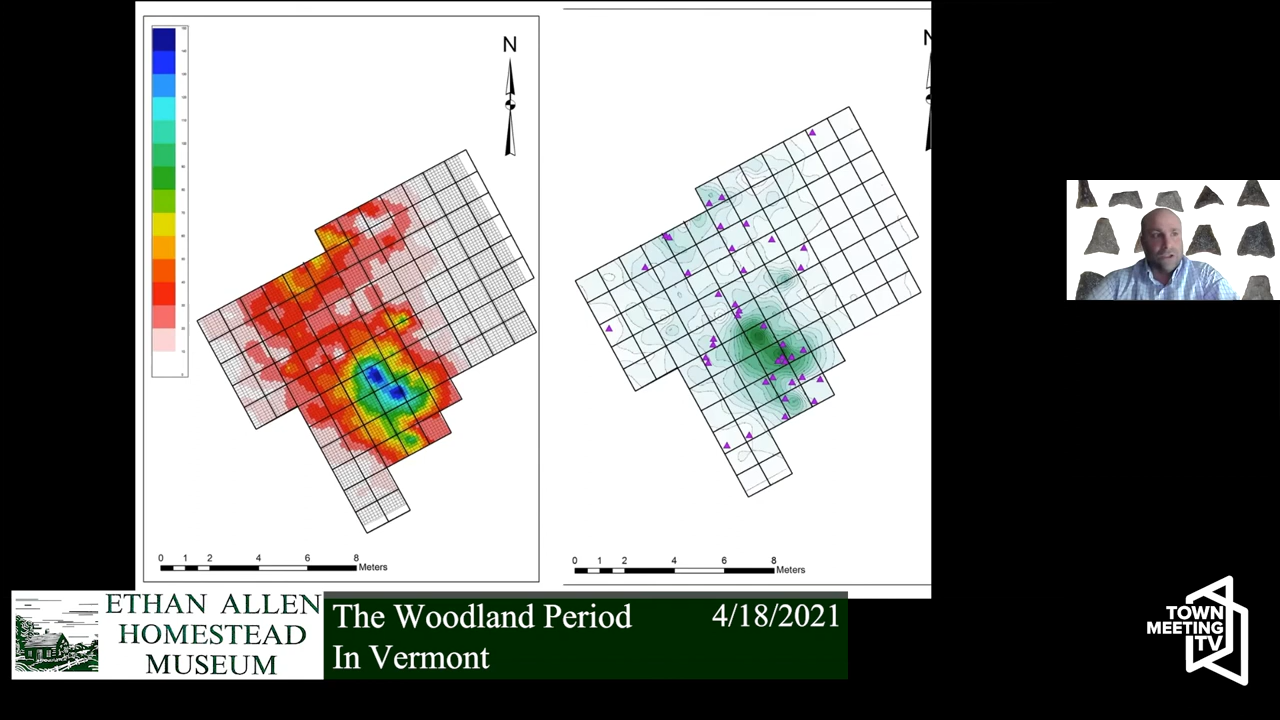 N
N
0 1 2 4 6 8
Meters
0 1 2 4 6 8
Meters
ETHAN ALLEN
HOMESTEAD
MUSEUM
The Woodland Period 4/18/2021
In Vermont
TOWN
MEETING
TV